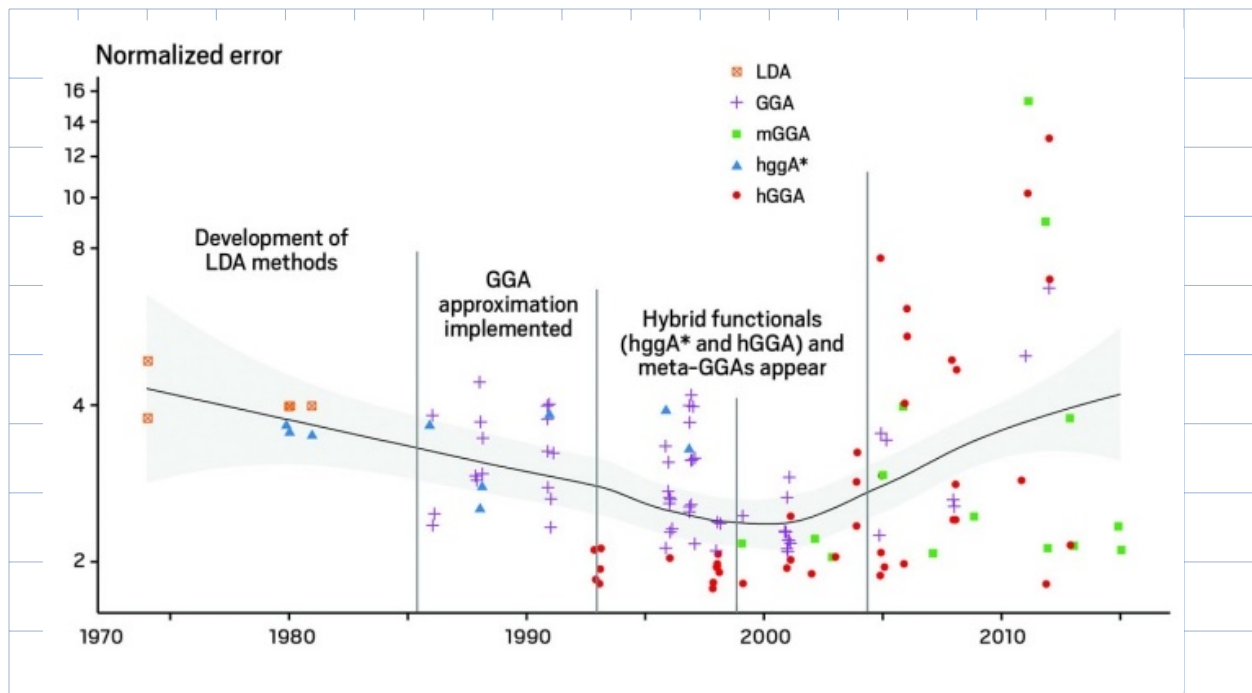 Normalized error
LDA
GGA
mGGA
hggA*
hGGA
16
14
12
10
8
4
2
Development of
LDA methods
GGA
approximation
implemented
Hybrid functionals
(hggA* and hGGA) and
meta-GGAs appear
1970
1980
1990
2000
2010